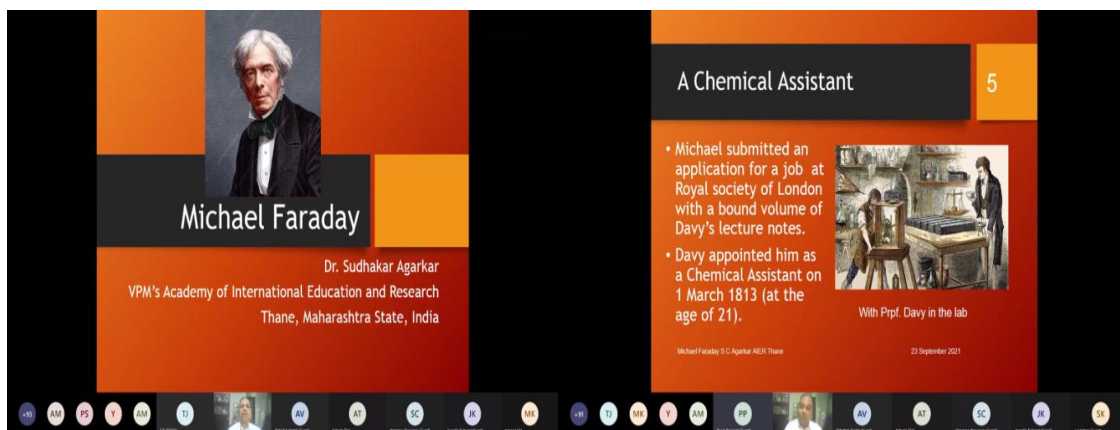 Michael Faraday
Dr. Sudhakar Agarkar
VPM's Academy of International Education and Research
Thane, Maharashtra State, India
+93
AM
PS
Y
AM
TJ
AV
AT
SC
JK
MK
A Chemical Assistant
5
• Michael submitted an
application for a job at
Royal society of London
with a bound volume of
Davy's lecture notes.
• Davy appointed him as
a Chemical Assistant on
1 March 1813 (at the
age of 21).
With Prpf. Davy in the lab
Michael Faraday S C Agarkar AIER Thane
23 September 2021
+91
TJ
MK
Y
AM
PP
AV
AT
SC
JK
SK